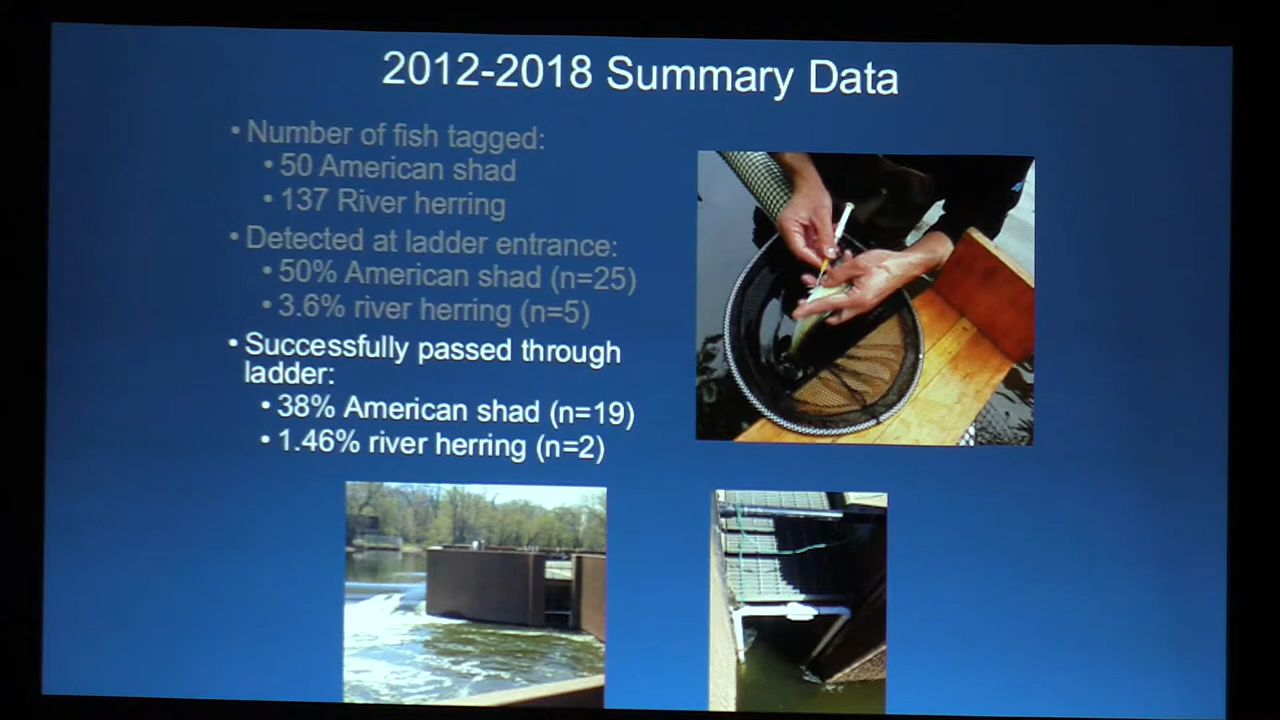 2012-2018 Summary Data
• Number of fish tagged:
• 50 American shad
• 137 River herring
• Detected at ladder entrance:
• 50% American shad (n=25)
• 3.6% river herring (n=5)
• Successfully passed through
ladder:
• 38% American shad (n=19)
• 1.46% river herring (n=2)